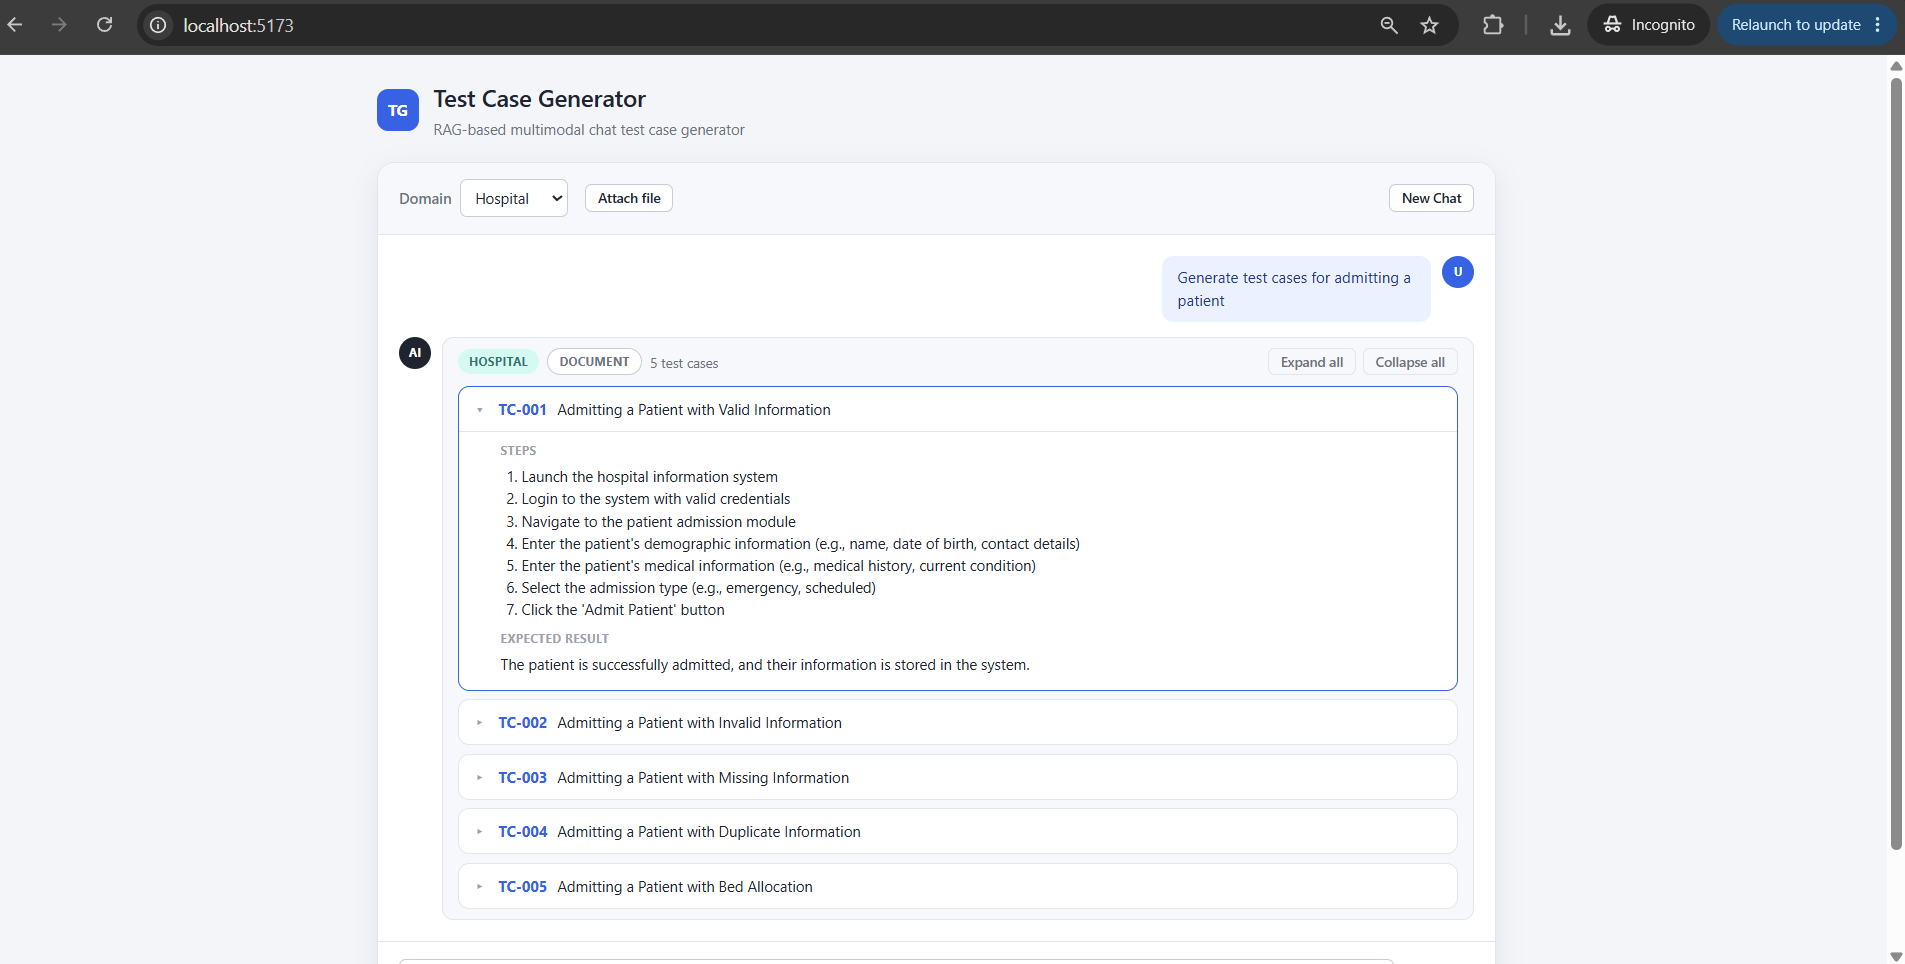 localhost:5173
Incognito
Relaunch to update
TG
Test Case Generator
RAG-based multimodal chat test case generator
Domain
Hospital
Attach file
New Chat
Generate test cases for admitting a
patient
U
AI
HOSPITAL
DOCUMENT
5 test cases
Expand all
Collapse all
TC-001 Admitting a Patient with Valid Information
STEPS
1. Launch the hospital information system
2. Login to the system with valid credentials
3. Navigate to the patient admission module
4. Enter the patient's demographic information (e.g., name, date of birth, contact details)
5. Enter the patient's medical information (e.g., medical history, current condition)
6. Select the admission type (e.g., emergency, scheduled)
7. Click the 'Admit Patient' button
EXPECTED RESULT
The patient is successfully admitted, and their information is stored in the system.
TC-002 Admitting a Patient with Invalid Information
TC-003 Admitting a Patient with Missing Information
TC-004 Admitting a Patient with Duplicate Information
TC-005 Admitting a Patient with Bed Allocation